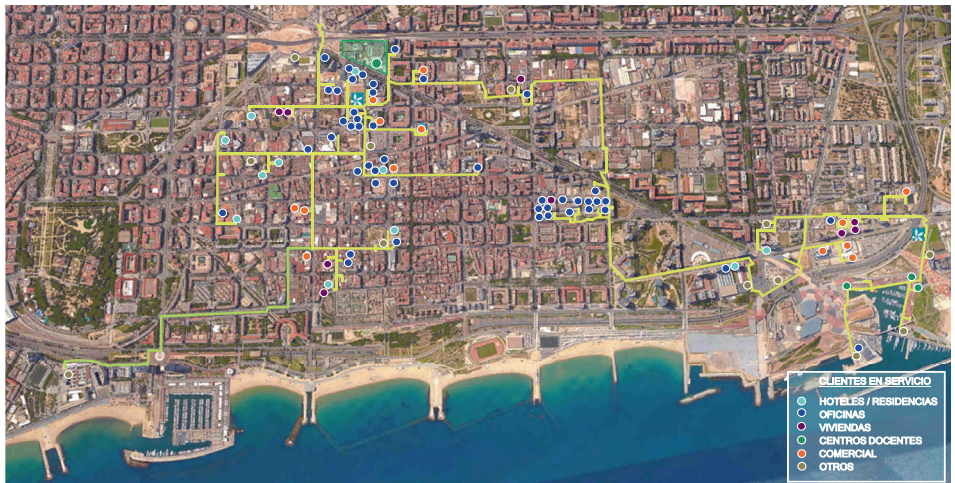 CLIENTES EN SERVICIO
HOTELES / RESIDENCIAS
OFICINAS
VIVIENDAS
CENTROS DOCENTES
COMERCIAL
OTROS